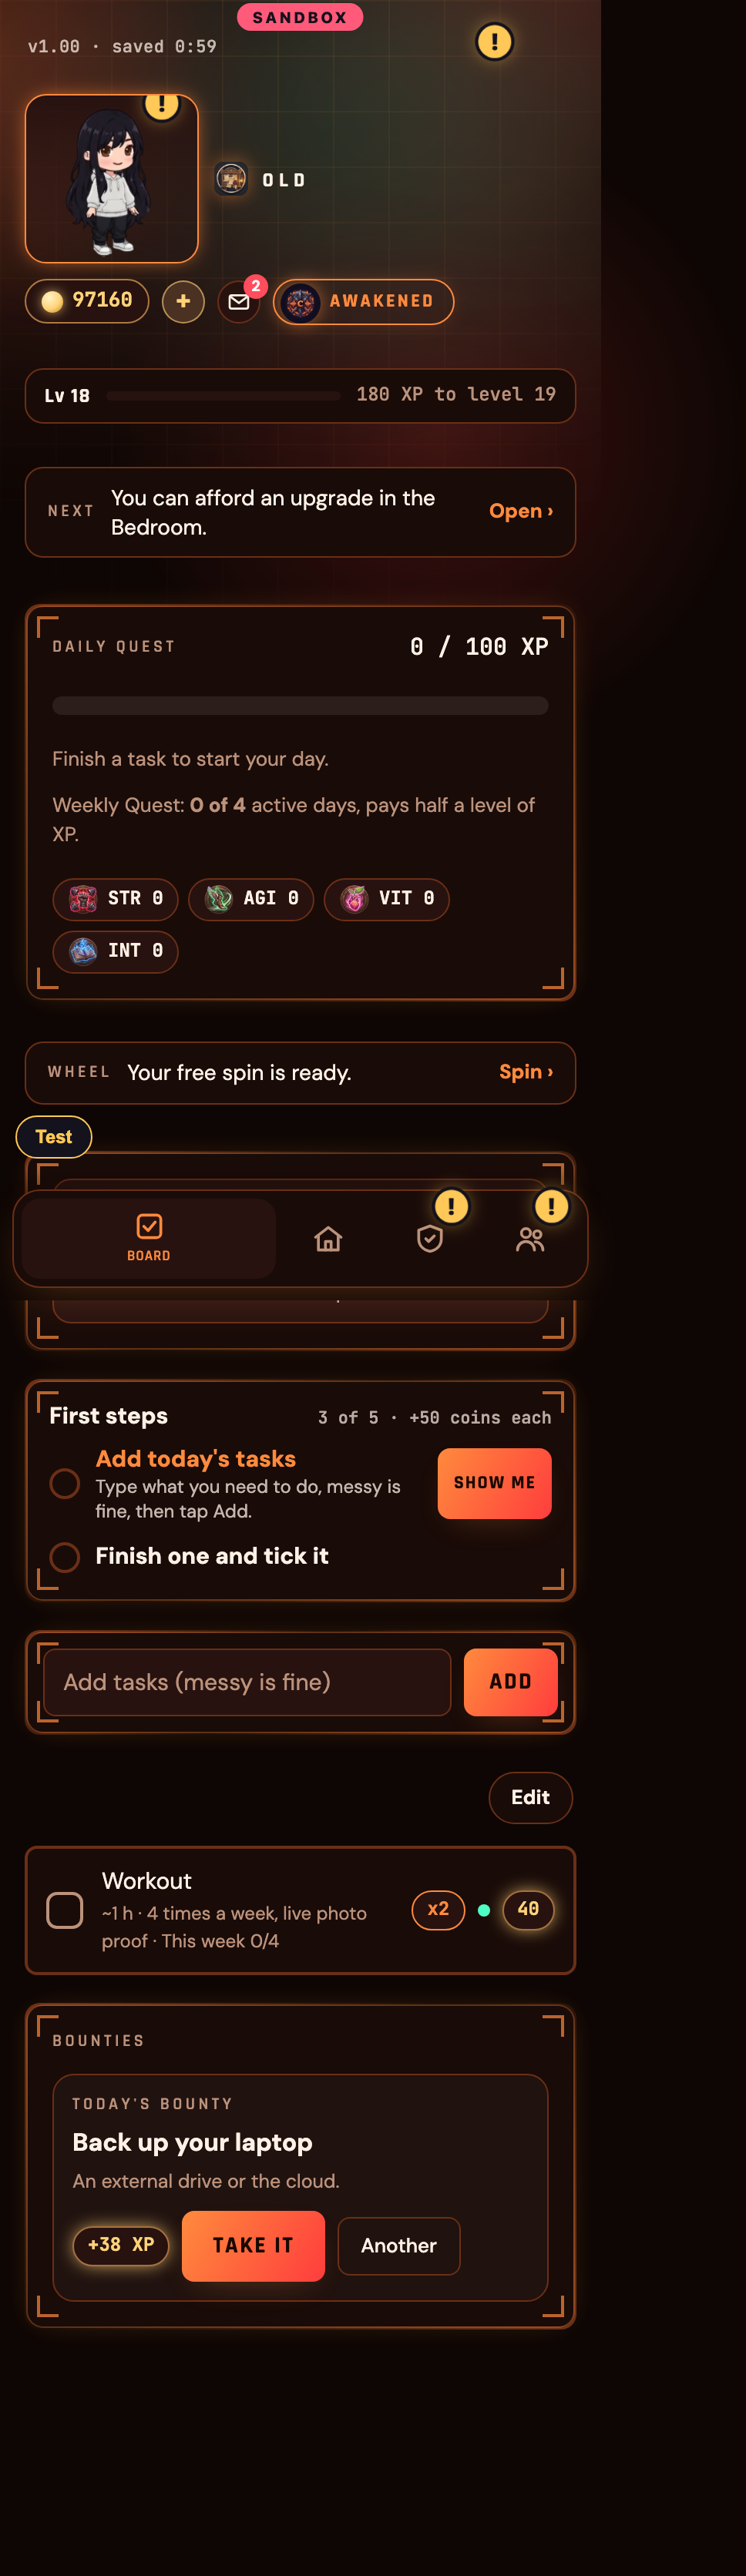 SANDBOX
v1.00 · saved 0:59
!
!
OLD
97160
+
2
AWAKENED
Lv 18
180 XP to level 19
NEXT
You can afford an upgrade in the
Bedroom.
Open ›
DAILY QUEST
0 / 100 XP
Finish a task to start your day.
Weekly Quest: 0 of 4 active days, pays half a level of
XP.
STR 0
AGI 0
VIT 0
INT 0
WHEEL
Your free spin is ready.
Spin ›
Test
!
!
BOARD
First steps
3 of 5 · +50 coins each
Add today's tasks
Type what you need to do, messy is
fine, then tap Add.
SHOW ME
Finish one and tick it
Add tasks (messy is fine)
ADD
Edit
Workout
~1 h · 4 times a week, live photo
proof · This week 0/4
x2
40
BOUNTIES
TODAY'S BOUNTY
Back up your laptop
An external drive or the cloud.
+38 XP
TAKE IT
Another